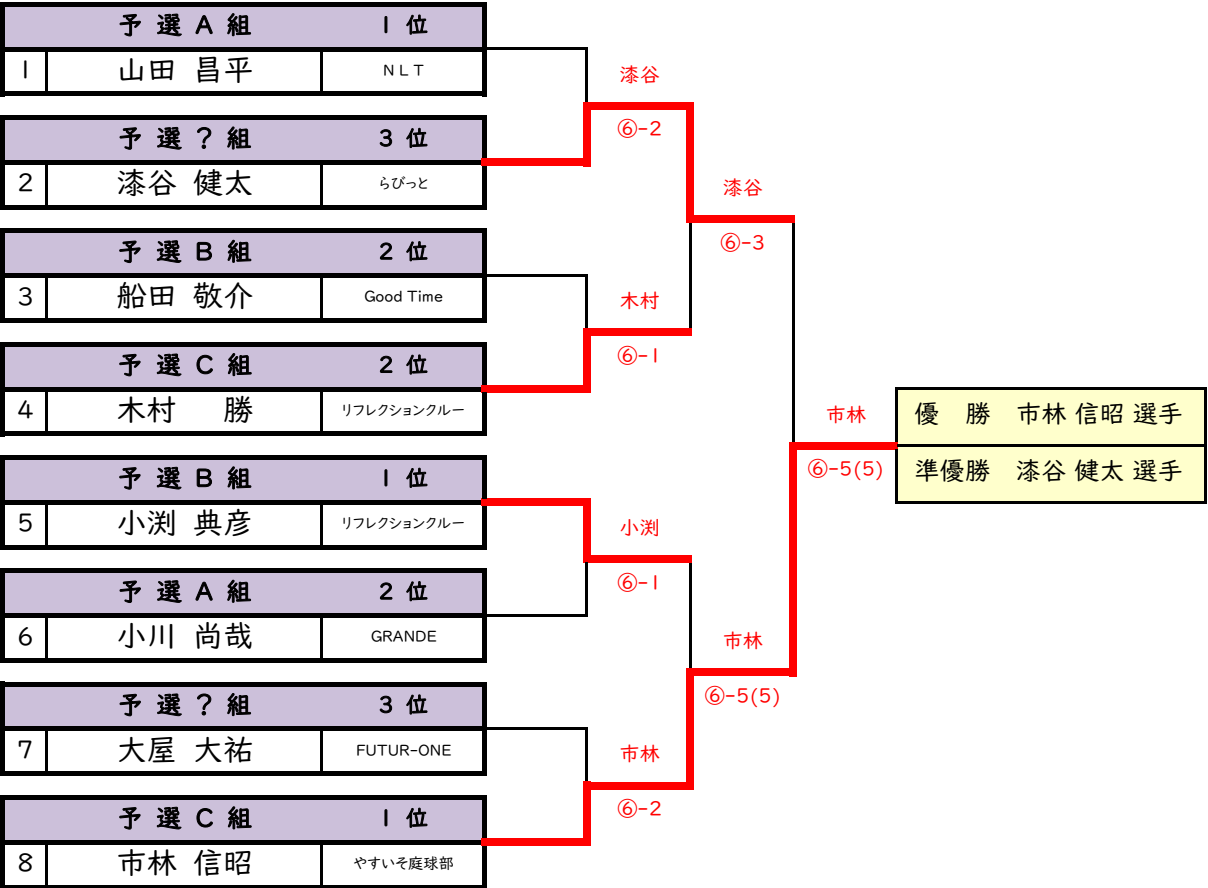 予選A組 1位
1 山田 昌平 NLT
予選?組 3位
2 漆谷 健太 らびっと
予選B組 2位
3 船田 敬介 Good Time
予選C組 2位
4 木村 勝 リフレクションクルー
予選B組 1位
5 小渕 典彦 リフレクションクルー
予選A組 2位
6 小川 尚哉 GRANDE
予選?組 3位
7 大屋 大祐 FUTUR-ONE
予選C組 1位
8 市林 信昭 やすいそ庭球部
漆谷
⑥-2
木村
⑥-1
小渕
⑥-1
市林
⑥-2
漆谷
⑥-3
市林
⑥-5(5)
市林
⑥-5(5)
優 勝 市林 信昭 選手
準優勝 漆谷 健太 選手